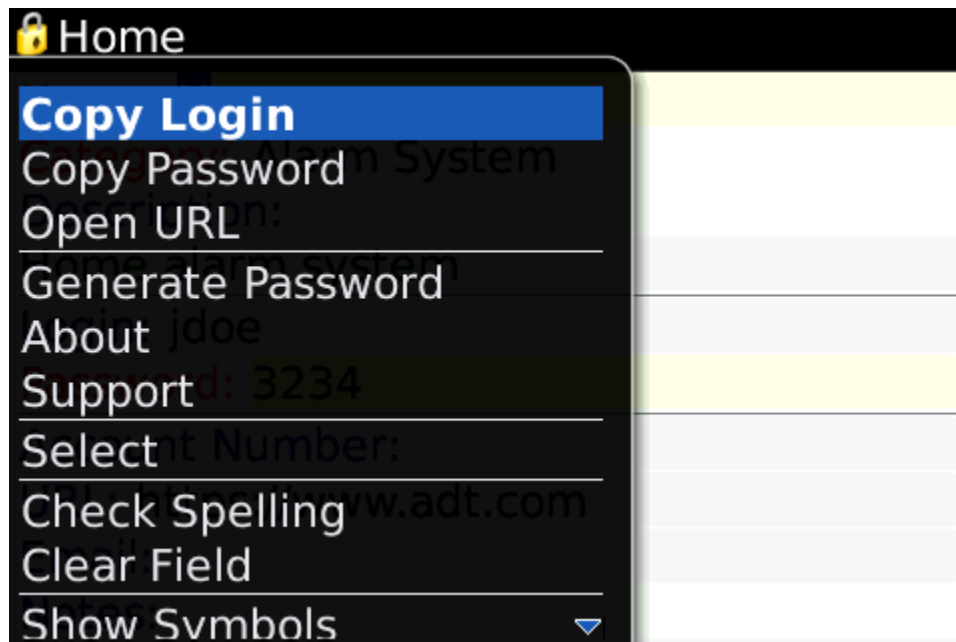 Home
Copy Login
Category: Alarm System
Copy Password
Description:
Open URL
Home alarm system
Generate Password
Login: jdoe
About
Password: 3234
Support
Account Number:
Select
URL: https://www.adt.com
Check Spelling
Email:
Clear Field
Notes:
Show Symbols